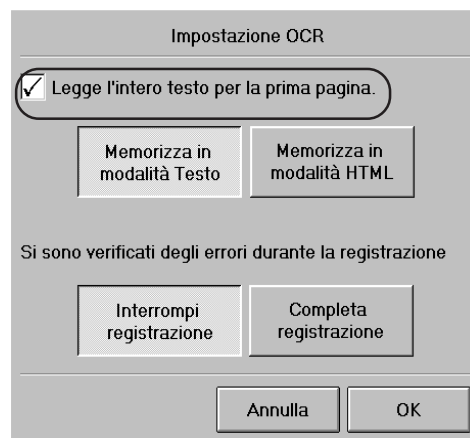 Impostazione OCR
Legge l'intero testo per la prima pagina.
Memorizza in
modalità Testo
Memorizza in
modalità HTML
Si sono verificati degli errori durante la registrazione
Interrompi
registrazione
Completa
registrazione
Annulla
OK